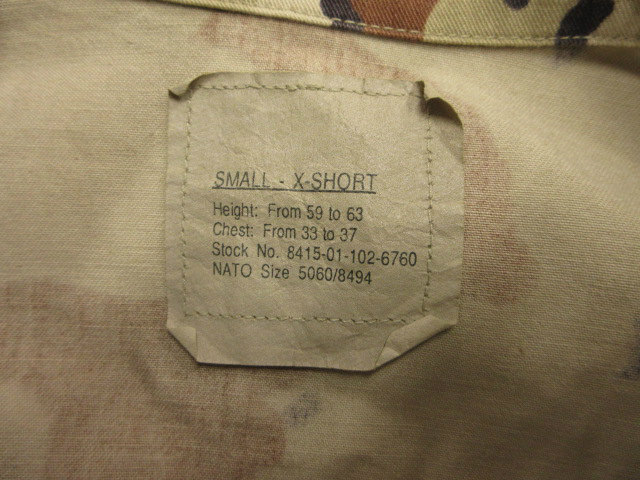 SMALL - X-SHORT
Height: From 59 to 63
Chest: From 33 to 37
Stock No. 8415-01-102-6760
NATO Size 5060/8494